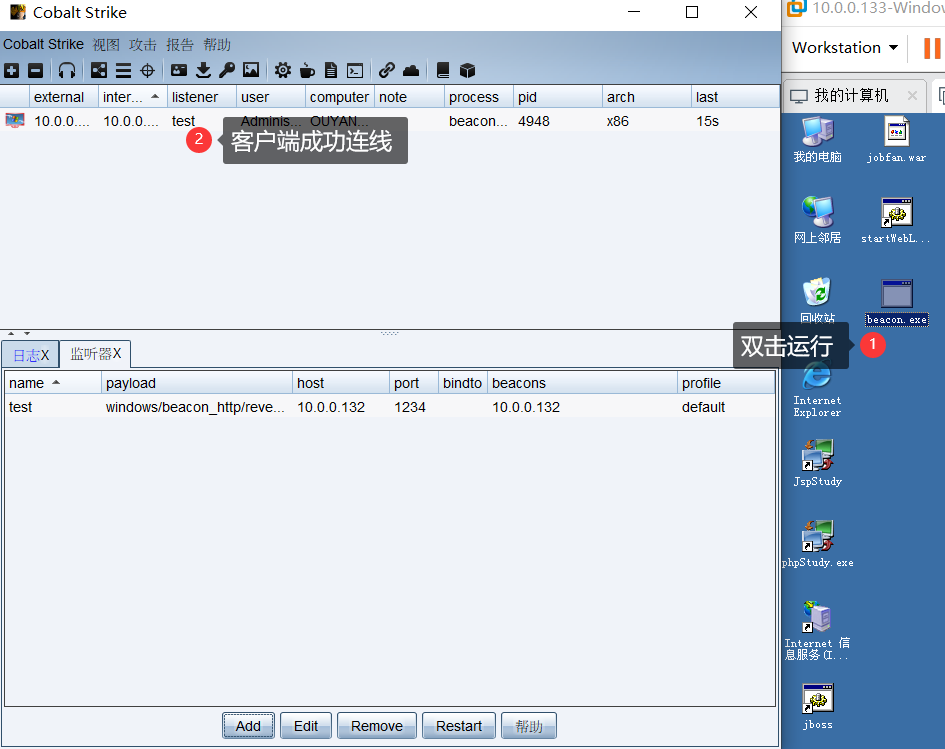 Cobalt Strike
10.0.0.133-Window
Cobalt Strike 视图 攻击 报告 帮助
Workstation
我的计算机
external inter... listener user computer note process pid arch last
10.0.0.... 10.0.0.... test Adminis... OUYAN... beacon... 4948 x86 15s
2 客户端成功连线
我的电脑
jobfan.war
网上邻居
startWebL...
回收站
beacon.exe
双击运行 1
Internet
Explorer
JspStudy
phpStudy.exe
Internet 信
息服务(I...
jboss
日志X 监听器X
name payload host port bindto beacons profile
test windows/beacon_http/reve... 10.0.0.132 1234 10.0.0.132 default
Add Edit Remove Restart 帮助